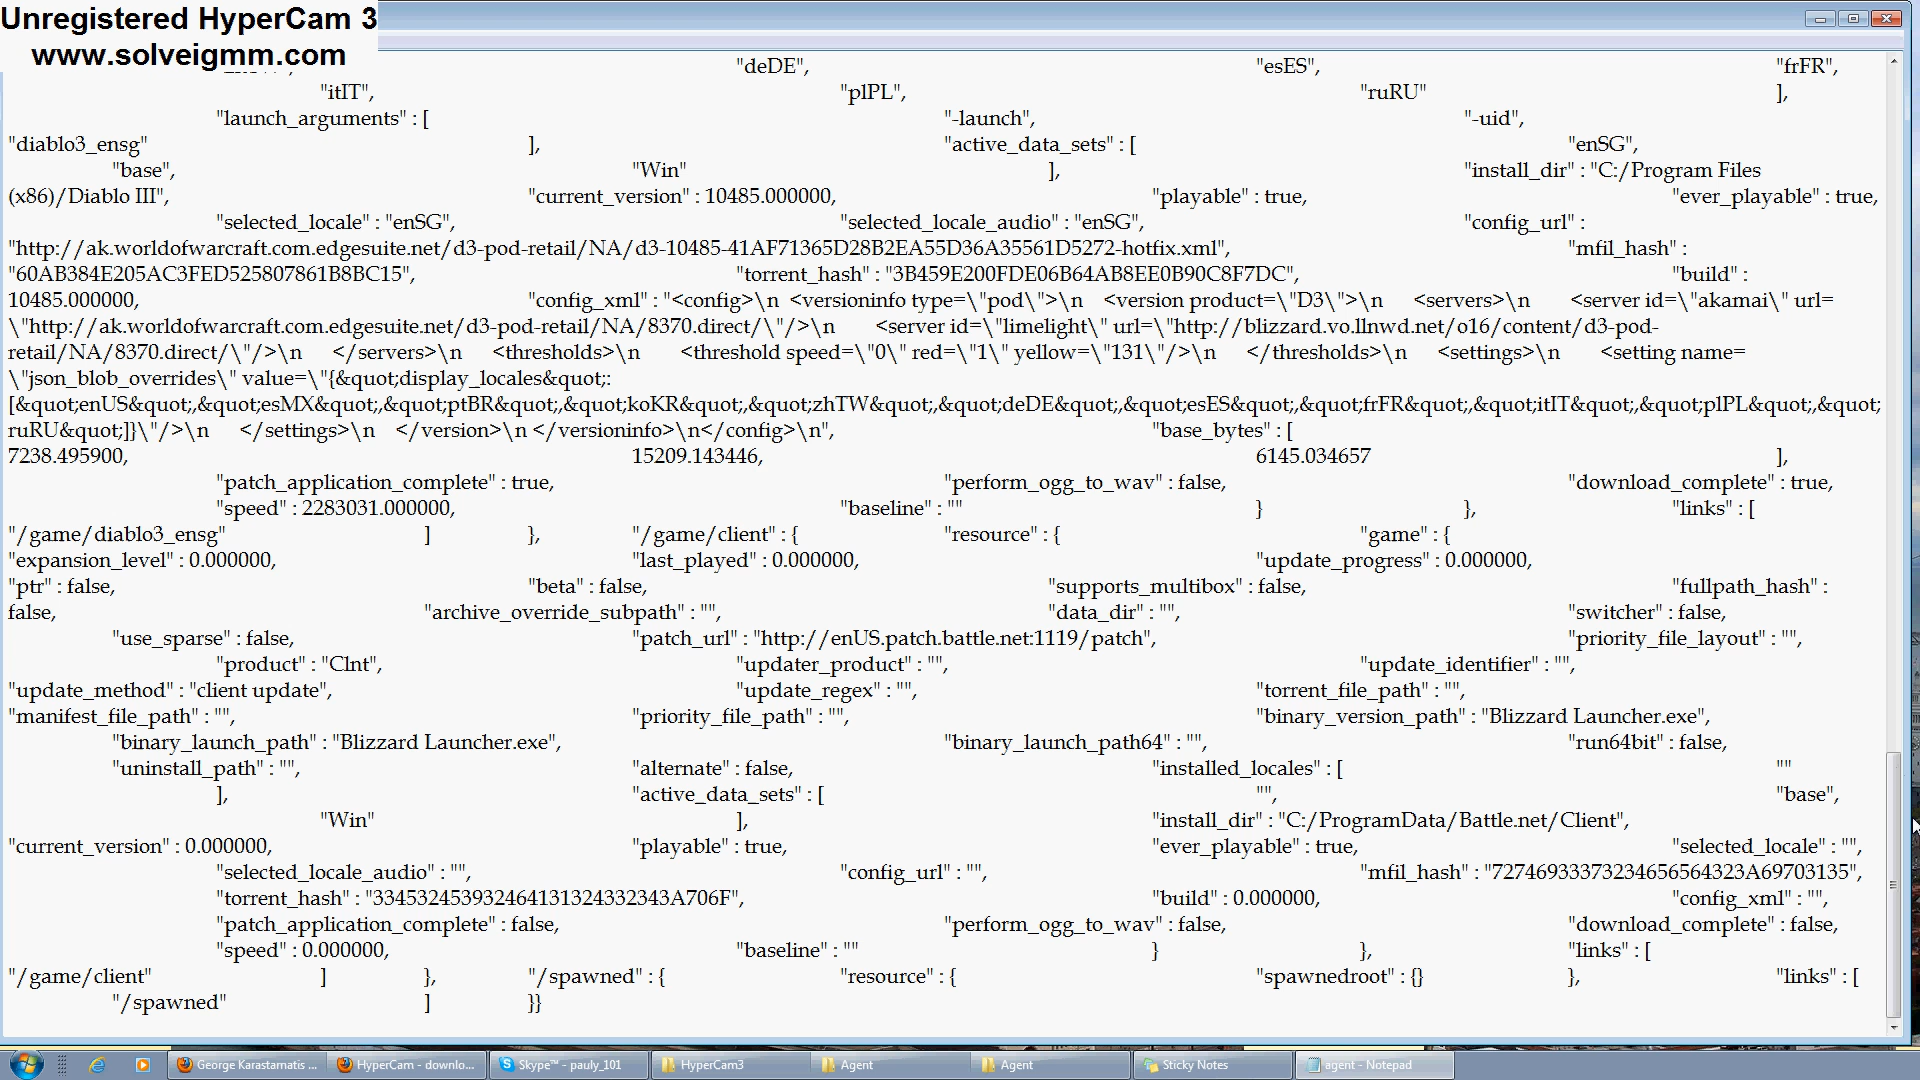 Unregistered HyperCam 3
www.solveigmm.com
"deDE", "esES", "frFR",
"itIT", "plPL", "ruRU" ],
"launch_arguments" : [ "-launch", "-uid",
"diablo3_ensg" ], "active_data_sets" : [ "enSG",
"base", "Win" ], "install_dir" : "C:/Program Files
(x86)/Diablo III", "current_version" : 10485.000000, "playable" : true, "ever_playable" : true,
"selected_locale" : "enSG", "selected_locale_audio" : "enSG", "config_url" :
"http://ak.worldofwarcraft.com.edgesuite.net/d3-pod-retail/NA/d3-10485-41AF71365D28B2EA55D36A35561D5272-hotfix.xml", "mfil_hash" :
"60AB384E205AC3FED525807861B8BC15", "torrent_hash" : "3B459E200FDE06B64AB8EE0B90C8F7DC", "build" :
10485.000000, "config_xml" : "<config>\n <versioninfo type=\"pod\">\n <version product=\"D3\">\n <servers>\n <server id=\"akamai\" url=
\"http://ak.worldofwarcraft.com.edgesuite.net/d3-pod-retail/NA/8370.direct/\"/>\n <server id=\"limelight\" url=\"http://blizzard.vo.llnwd.net/o16/content/d3-pod-
retail/NA/8370.direct/\"/>\n </servers>\n <thresholds>\n <threshold speed=\"0\" red=\"1\" yellow=\"131\"/>\n </thresholds>\n <settings>\n <setting name=
\"json_blob_overrides\" value=\"{&quot;display_locales&quot;:
[&quot;enUS&quot;,&quot;esMX&quot;,&quot;ptBR&quot;,&quot;koKR&quot;,&quot;zhTW&quot;,&quot;deDE&quot;,&quot;esES&quot;,&quot;frFR&quot;,&quot;itIT&quot;,&quot;plPL&quot;,&quot;
ruRU&quot;]}\"/>\n </settings>\n </version>\n </versioninfo>\n</config>\n", "base_bytes" : [
7238.495900, 15209.143446, 6145.034657 ],
"patch_application_complete" : true, "perform_ogg_to_wav" : false, "download_complete" : true,
"speed" : 2283031.000000, "baseline" : "" } }, "links" : [
"/game/diablo3_ensg" ] }, "/game/client" : { "resource" : { "game" : {
"expansion_level" : 0.000000, "last_played" : 0.000000, "update_progress" : 0.000000,
"ptr" : false, "beta" : false, "supports_multibox" : false, "fullpath_hash" :
false, "archive_override_subpath" : "", "data_dir" : "", "switcher" : false,
"use_sparse" : false, "patch_url" : "http://enUS.patch.battle.net:1119/patch", "priority_file_layout" : "",
"product" : "Clnt", "updater_product" : "", "update_identifier" : "",
"update_method" : "client update", "update_regex" : "", "torrent_file_path" : "",
"manifest_file_path" : "", "priority_file_path" : "", "binary_version_path" : "Blizzard Launcher.exe",
"binary_launch_path" : "Blizzard Launcher.exe", "binary_launch_path64" : "", "run64bit" : false,
"uninstall_path" : "", "alternate" : false, "installed_locales" : [ ""
], "active_data_sets" : [ "", "base",
"Win" ], "install_dir" : "C:/ProgramData/Battle.net/Client",
"current_version" : 0.000000, "playable" : true, "ever_playable" : true, "selected_locale" : "",
"selected_locale_audio" : "", "config_url" : "", "mfil_hash" : "72746933373234656564323A69703135",
"torrent_hash" : "33453245393246413132433234​3A706F", "build" : 0.000000, "config_xml" : "",
"patch_application_complete" : false, "perform_ogg_to_wav" : false, "download_complete" : false,
"speed" : 0.000000, "baseline" : "" } }, "links" : [
"/game/client" ] }, "/spawned" : { "resource" : { "spawnedroot" : {} }, "links" : [
"/spawned" ] }}
George Karastamatis ... HyperCam - downlo... Skype™ - pauly_101 HyperCam3 Agent Agent Sticky Notes agent - Notepad